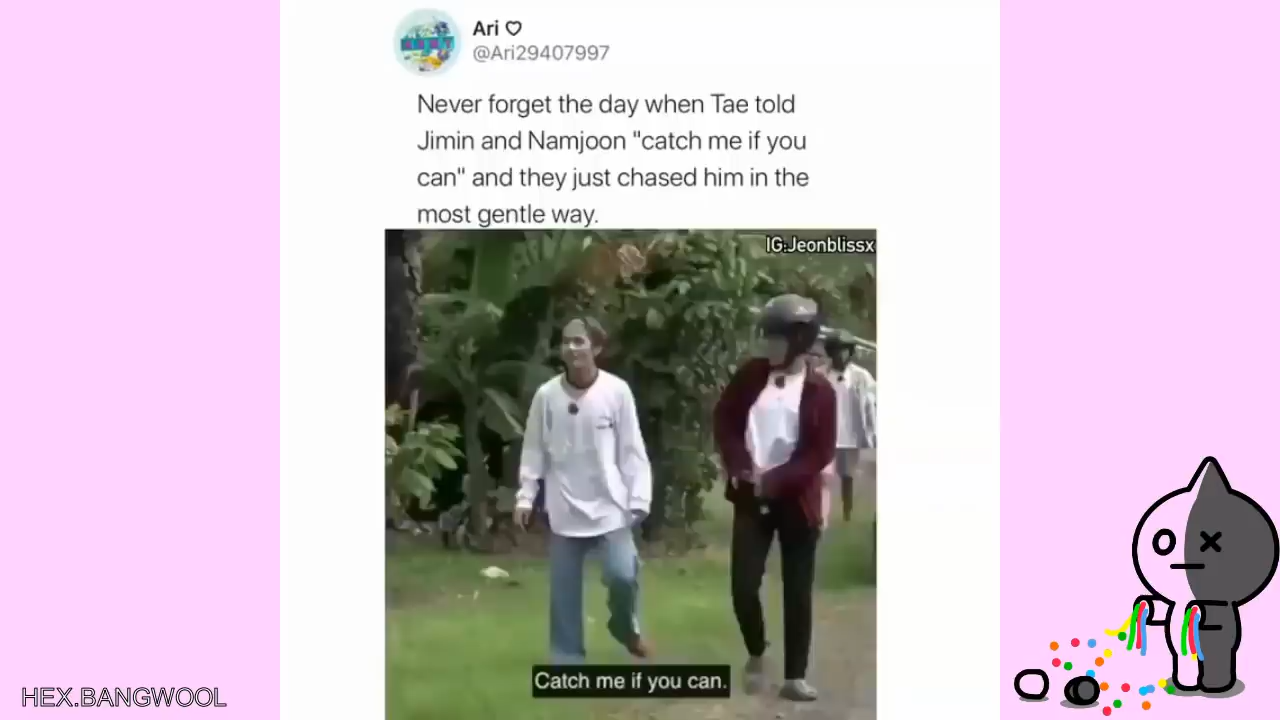 Ari ♡
@Ari29407997
Never forget the day when Tae told
Jimin and Namjoon "catch me if you
can" and they just chased him in the
most gentle way.
IG:Jeonblissx
Catch me if you can.
HEX.BANGWOOL